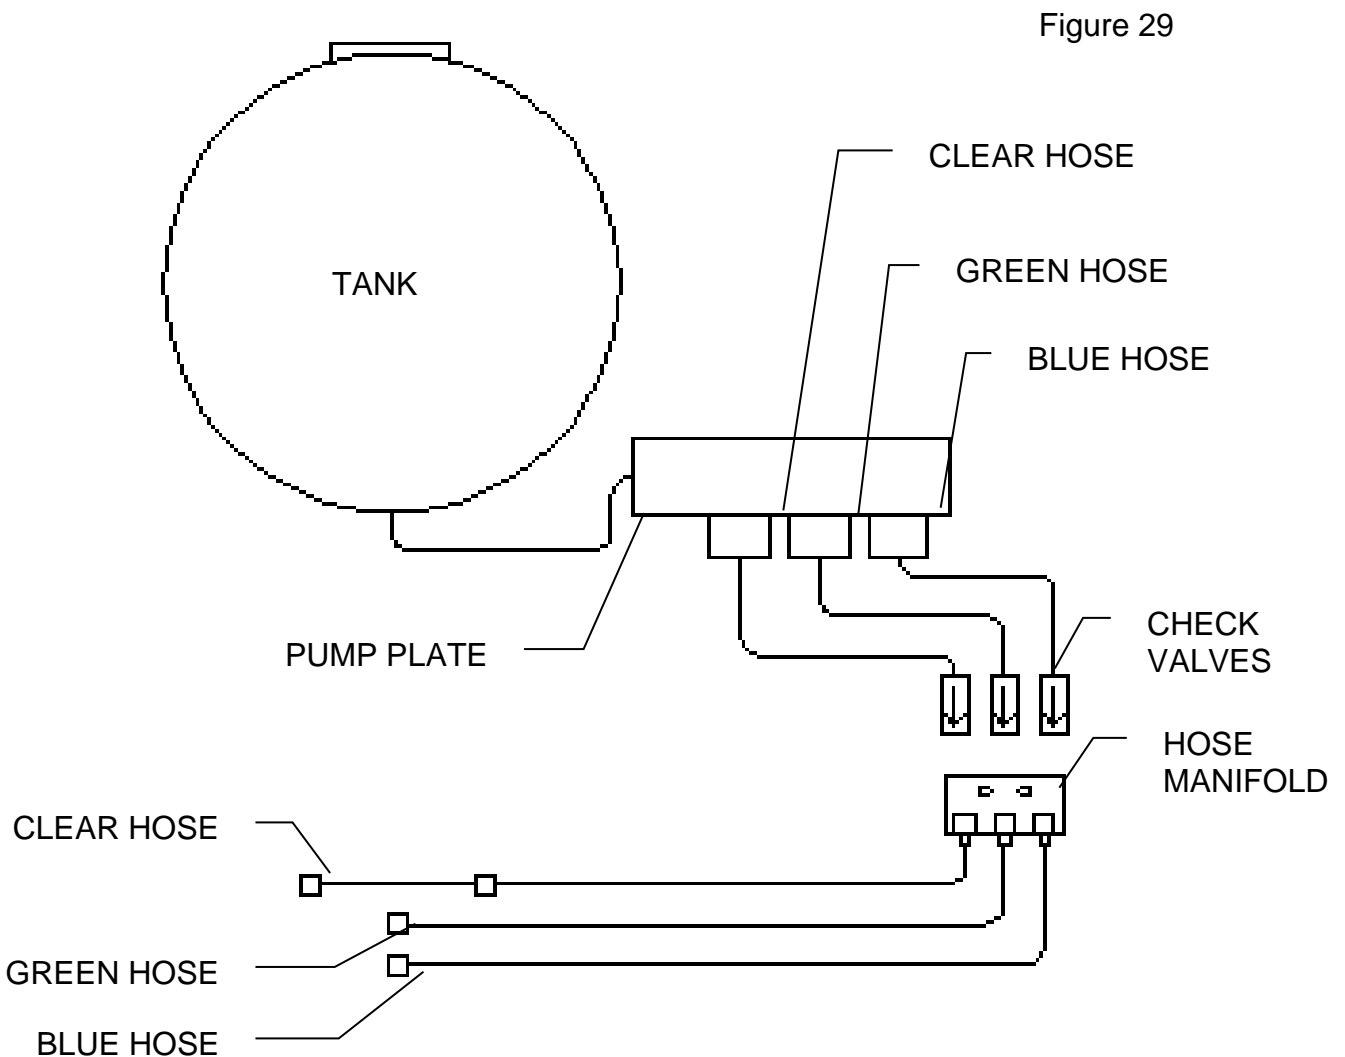 Figure 29
CLEAR HOSE
GREEN HOSE
TANK
BLUE HOSE
CHECK
VALVES
PUMP PLATE
HOSE
MANIFOLD
CLEAR HOSE
GREEN HOSE
BLUE HOSE